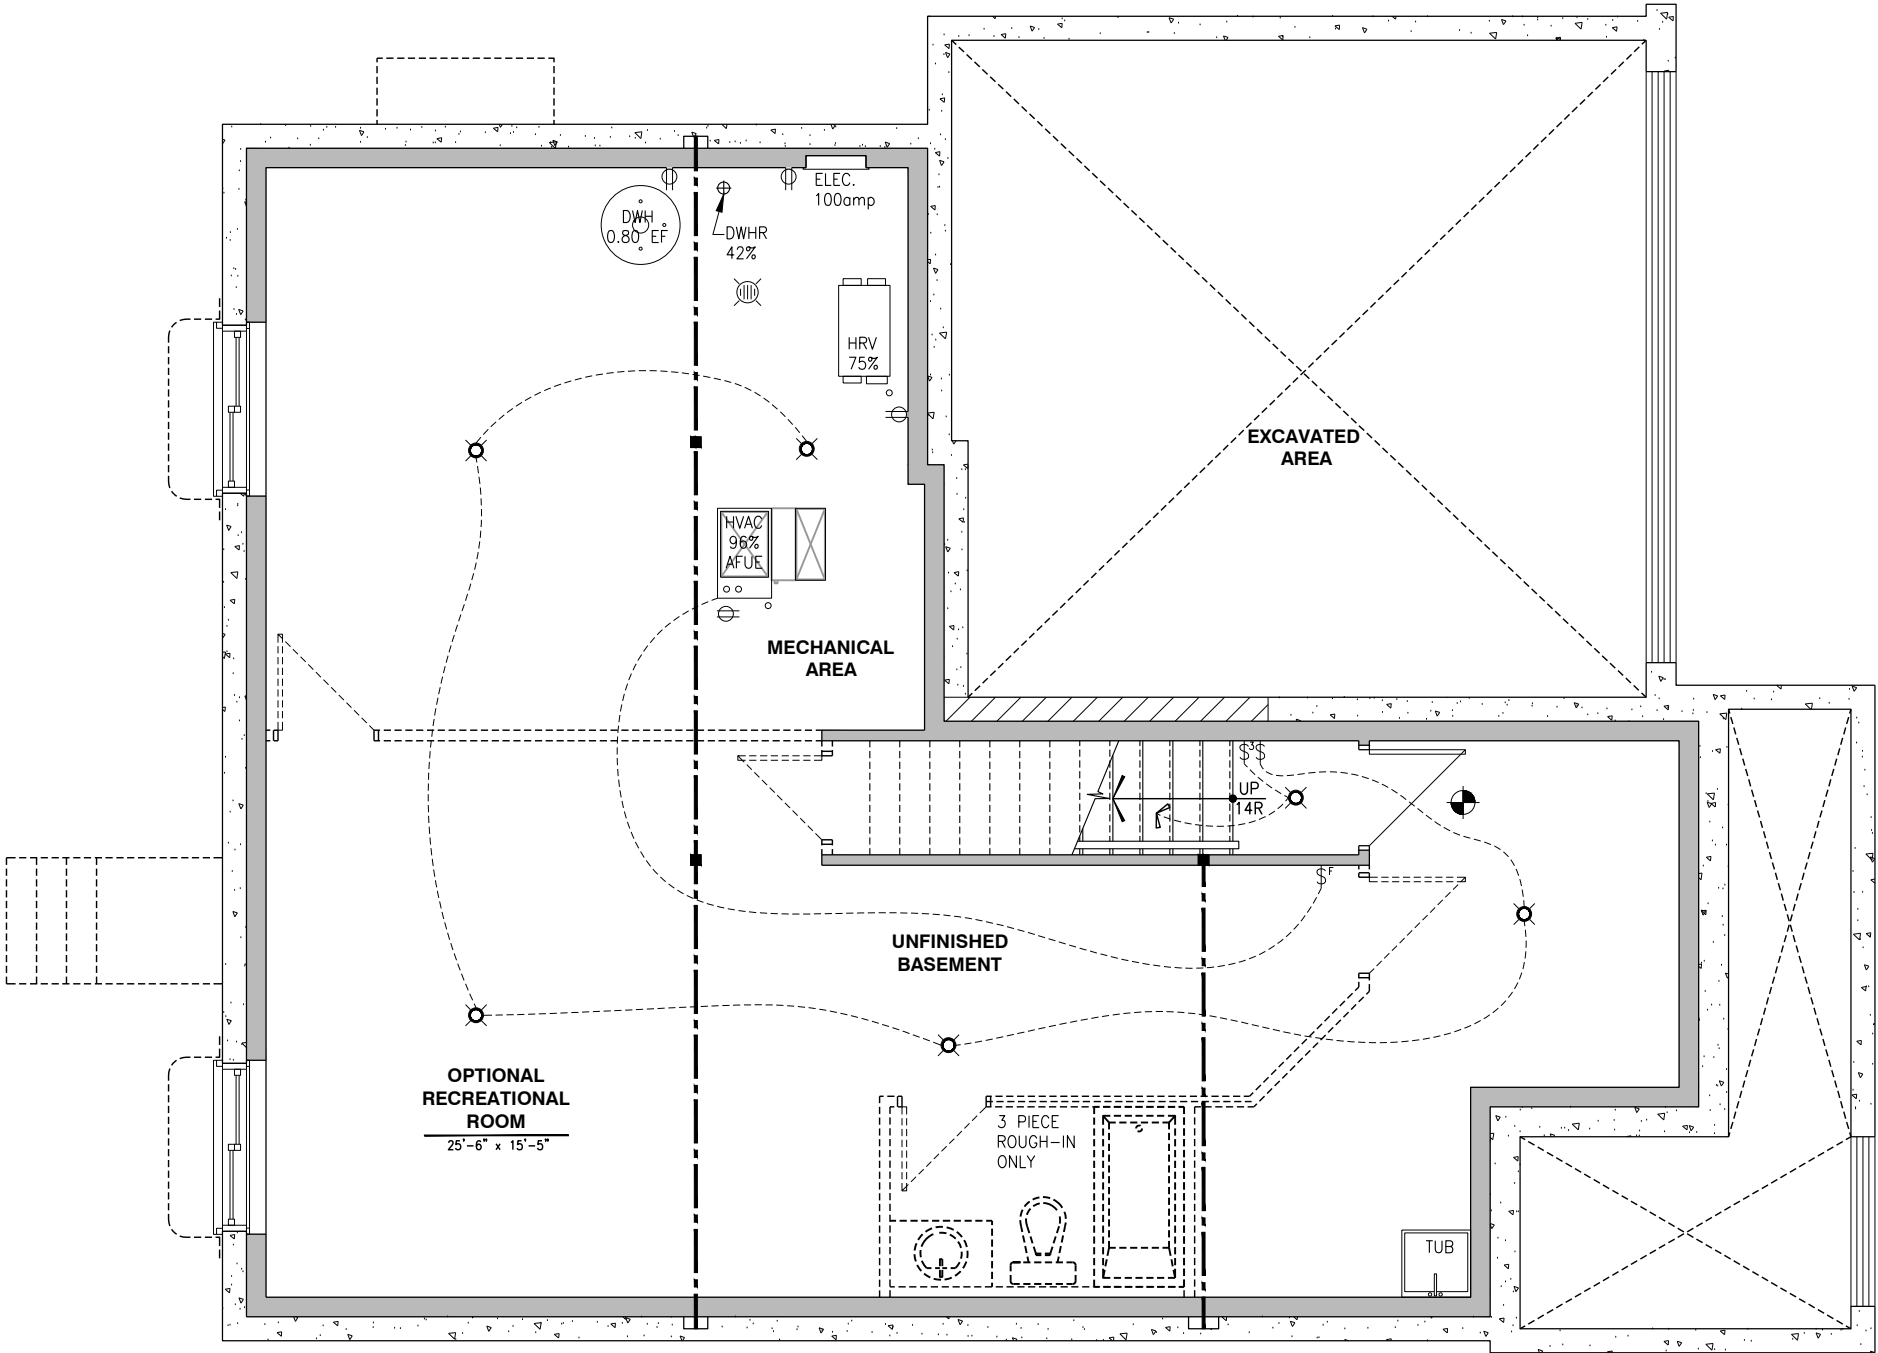 DWH
0.80 EF
DWHR
42%
ELEC.
100amp
HRV
75%
EXCAVATED
AREA
HVAC
96%
AFUE
MECHANICAL
AREA
$³$
UP
14R
$F
UNFINISHED
BASEMENT
OPTIONAL
RECREATIONAL
ROOM
25'-6" x 15'-5"
3 PIECE
ROUGH-IN
ONLY
TUB